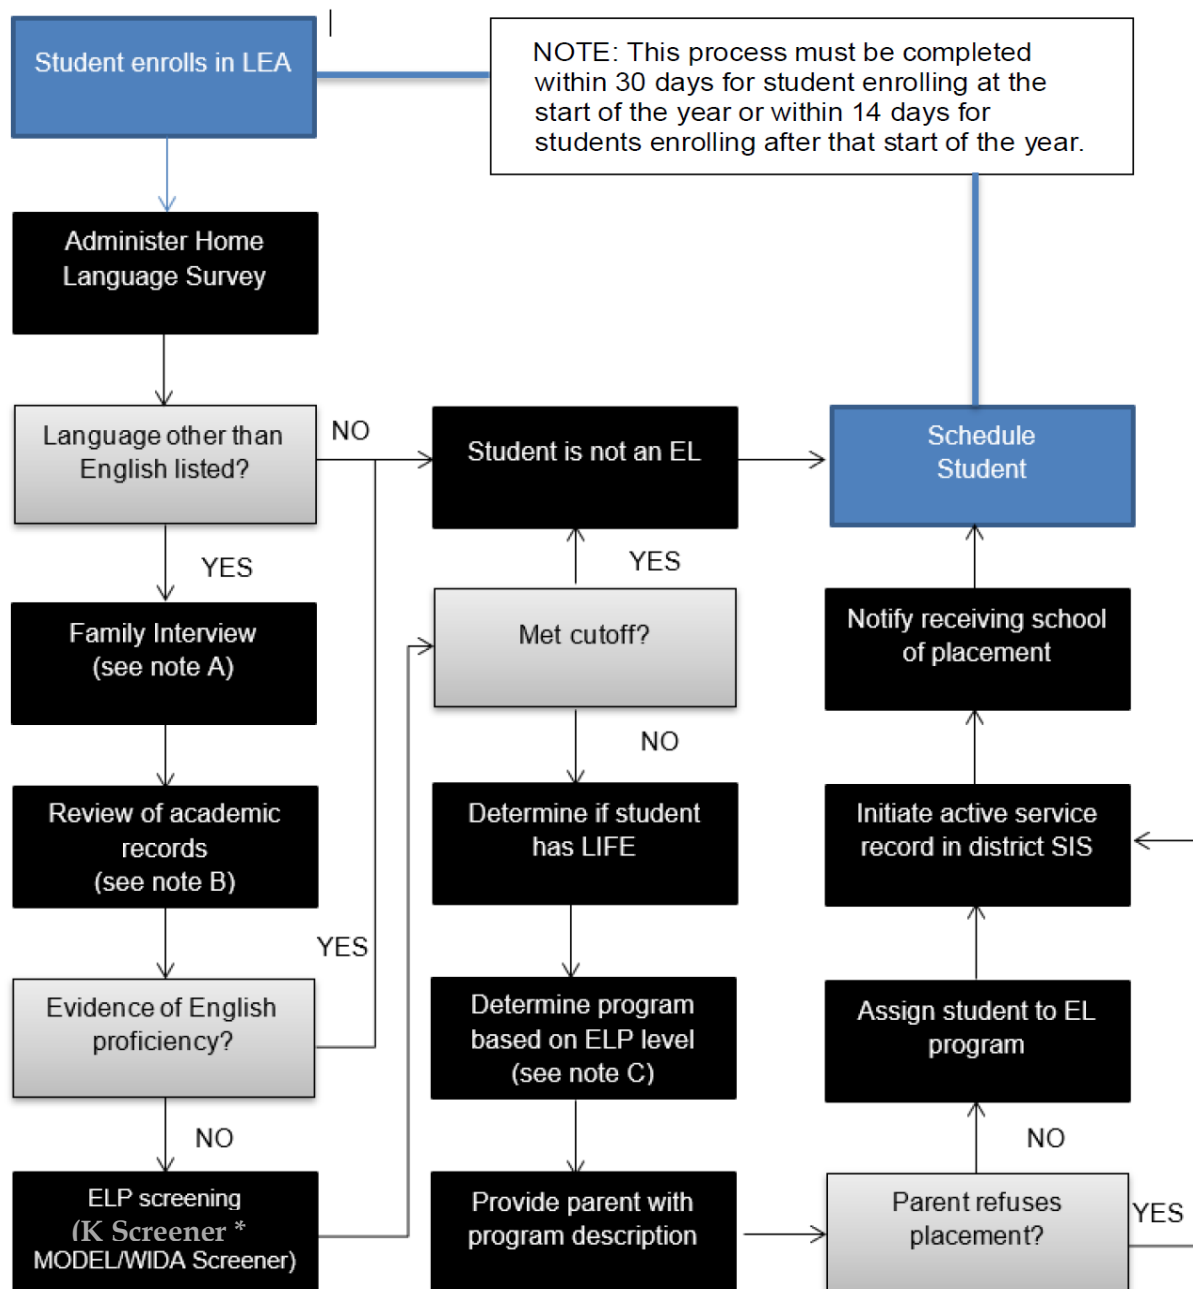 Student enrolls in LEA
NOTE: This process must be completed
within 30 days for student enrolling at the
start of the year or within 14 days for
students enrolling after that start of the year.
Administer Home
Language Survey
Language other than
English listed?
NO
Student is not an EL
Schedule
Student
YES
YES
Family Interview
(see note A)
Met cutoff?
Notify receiving school
of placement
NO
Review of academic
records
(see note B)
Determine if student
has LIFE
Initiate active service
record in district SIS
YES
Evidence of English
proficiency?
Determine program
based on ELP level
(see note C)
Assign student to EL
program
NO
NO
ELP screening
(K Screener *
MODEL/WIDA Screener)
Provide parent with
program description
Parent refuses
placement?
YES